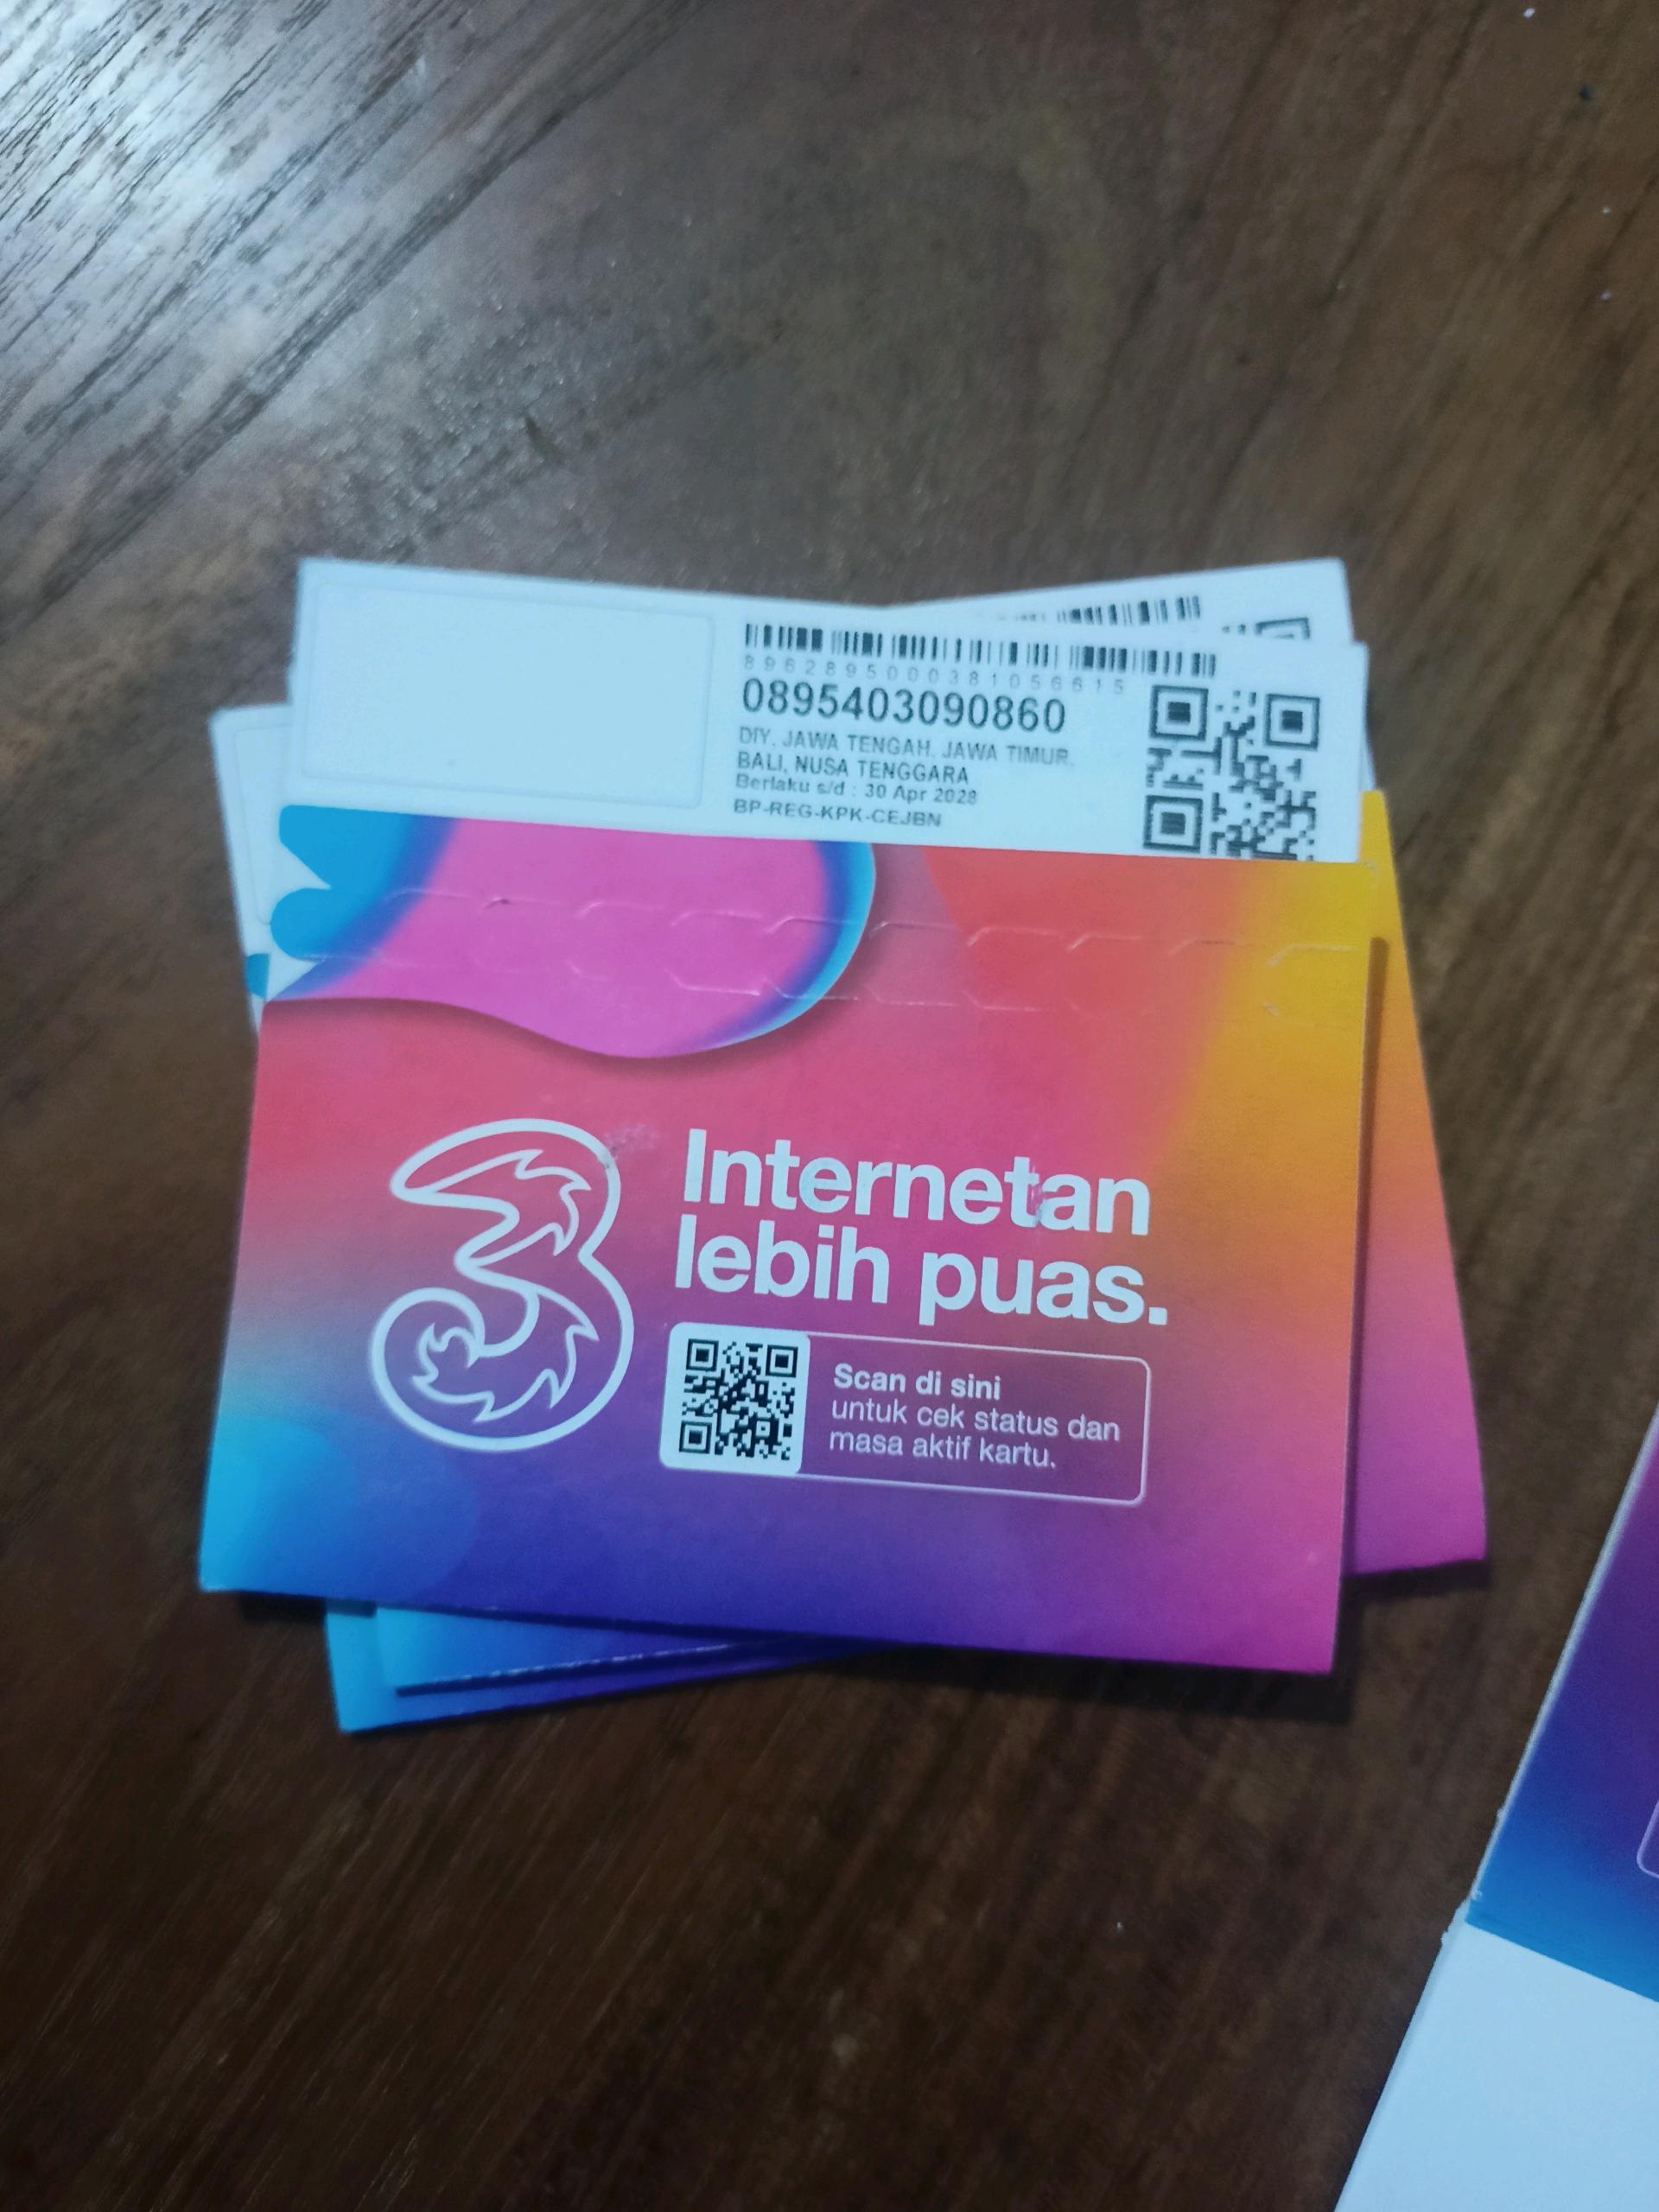 8962895000381056615
0895403090860
DIY, JAWA TENGAH, JAWA TIMUR,
BALI, NUSA TENGGARA
Berlaku s/d : 30 Apr 2028
BP-REG-KPK-CEJBN
3
Internetan
lebih puas.
Scan di sini
untuk cek status dan
masa aktif kartu.